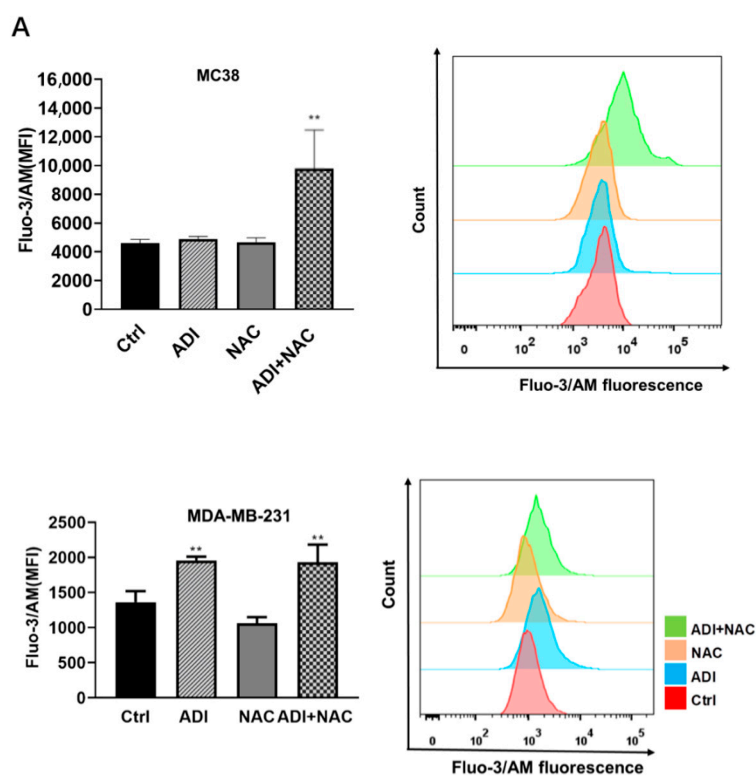 A
MC38
Fluo-3/AM(MFI)
16,000
14,000
12,000
10,000
8000
6000
4000
2000
0
**
Ctrl
ADI
NAC
ADI+NAC
Count
0 10² 10³ 10⁴ 10⁵
Fluo-3/AM fluorescence
MDA-MB-231
Fluo-3/AM(MFI)
2500
2000
1500
1000
500
0
**
**
Ctrl ADI NAC ADI+NAC
Count
0 10² 10³ 10⁴ 10⁵
Fluo-3/AM fluorescence
ADI+NAC
NAC
ADI
Ctrl